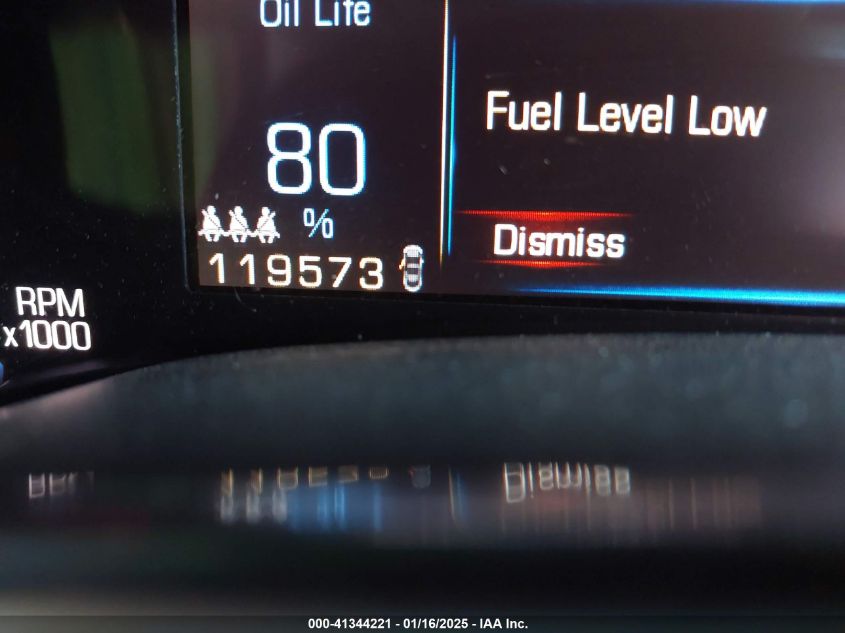 Oil Life
80
%
119573
Fuel Level Low
Dismiss
RPM
x1000
000-41344221 - 01/16/2025 - IAA Inc.